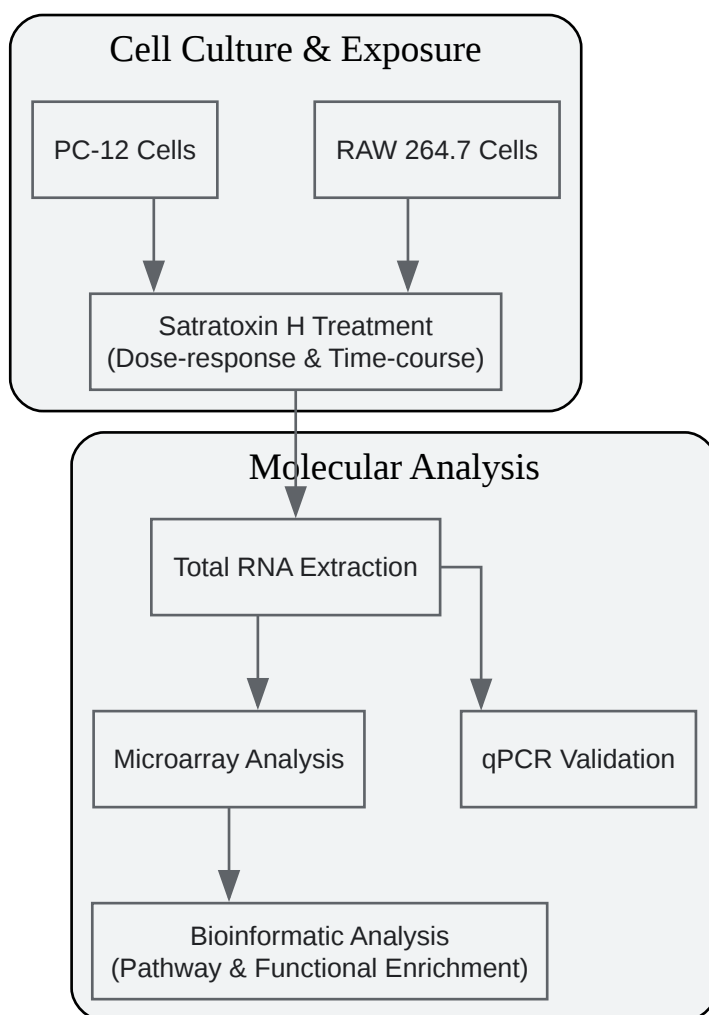 Cell Culture & Exposure
PC-12 Cells
RAW 264.7 Cells
Satratoxin H Treatment
(Dose-response & Time-course)
Molecular Analysis
Total RNA Extraction
Microarray Analysis
qPCR Validation
Bioinformatic Analysis
(Pathway & Functional Enrichment)